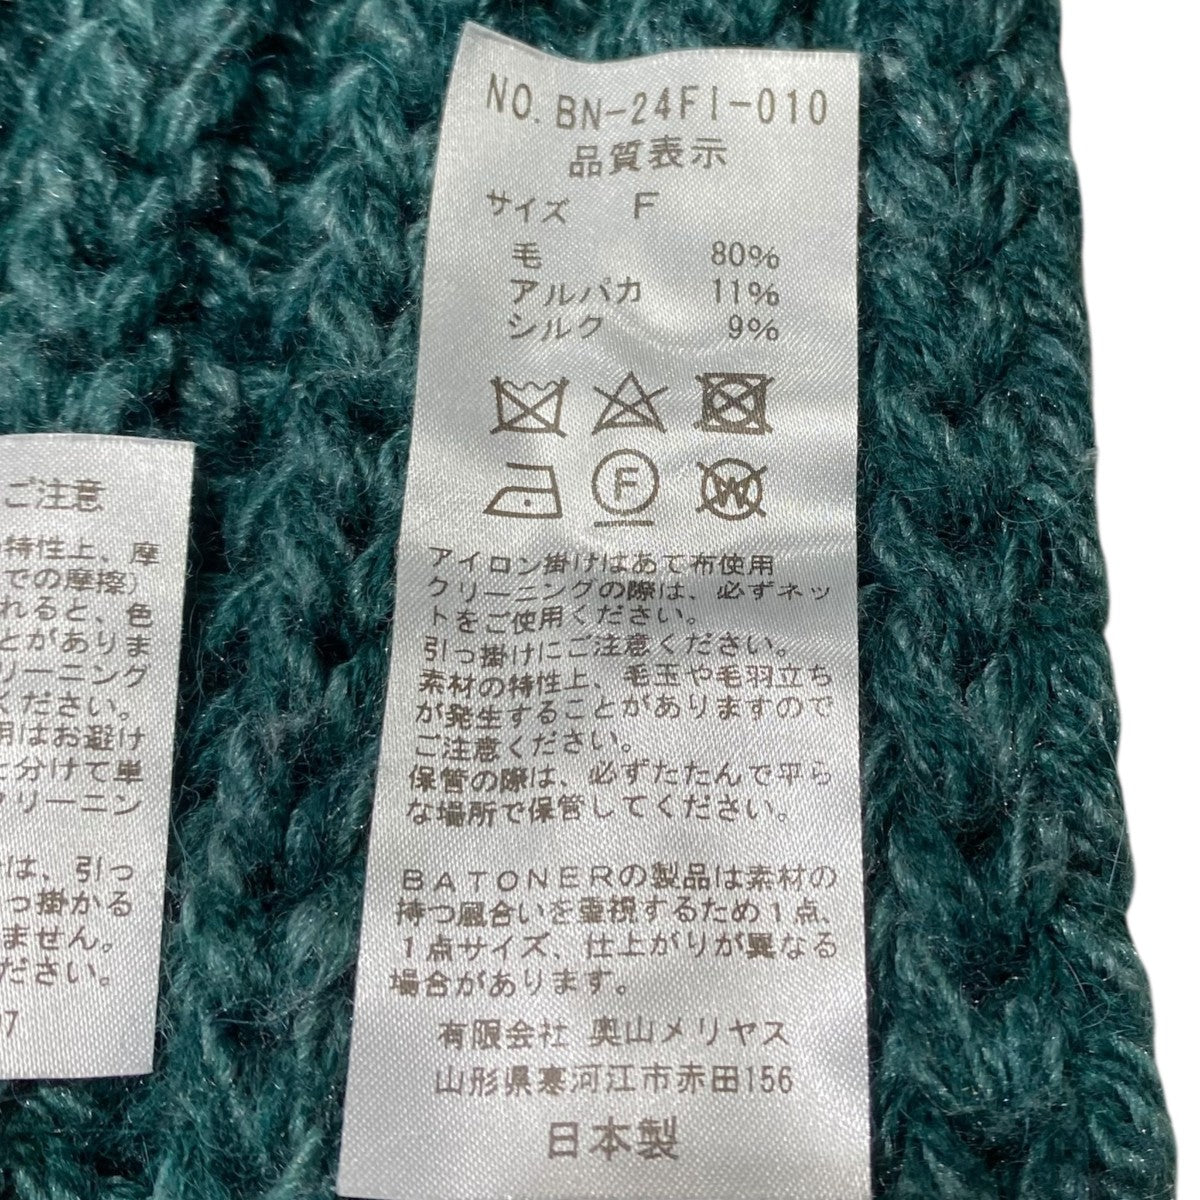 NO. BN-24FI-010
品質表示
サイズ F
毛 80%
アルパカ 11%
シルク 9%
F
W
アイロン掛けはあて布使用
クリーニングの際は、必ずネッ
トをご使用ください。
引っ掛けにご注意ください。
素材の特性上、毛玉や毛羽立ち
が発生することがありますので
ご注意ください。
保管の際は、必ずたたんで平ら
な場所で保管してください。
BATONERの製品は素材の
持つ風合いを重視するため1点、
1点サイズ、仕上がりが異なる
場合があります。
有限会社 奥山メリヤス
山形県寒河江市赤田156
日本製
ご注意
特性上、摩
での摩擦)
れると、色
とがありま
リーニング
ください。
用はお避け
と分けて単
クリーニン
は、引っ
っ掛かる
ません。
ださい。
07